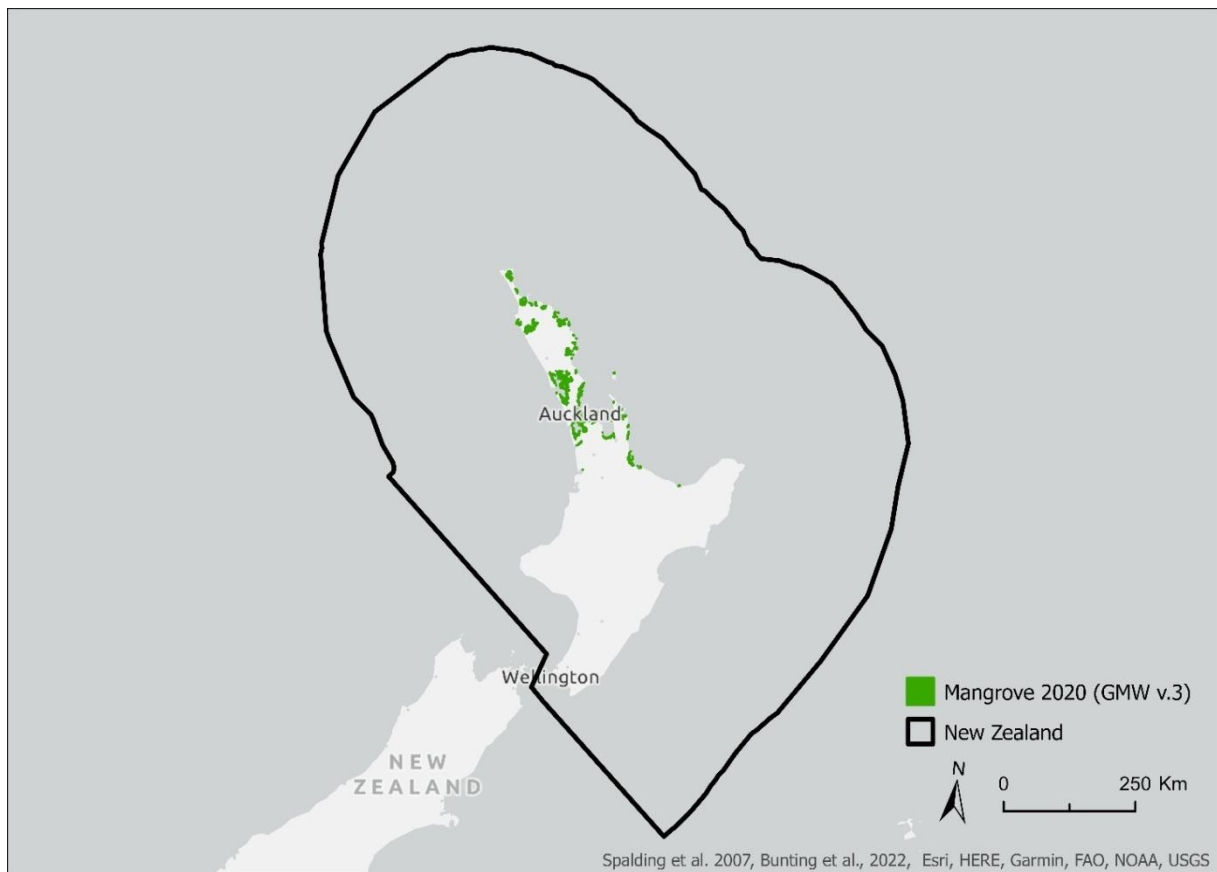 Auckland
Wellington
NEW
ZEALAND
Mangrove 2020 (GMW v.3)
New Zealand
N
0 250 Km
Spalding et al. 2007, Bunting et al., 2022, Esri, HERE, Garmin, FAO, NOAA, USGS